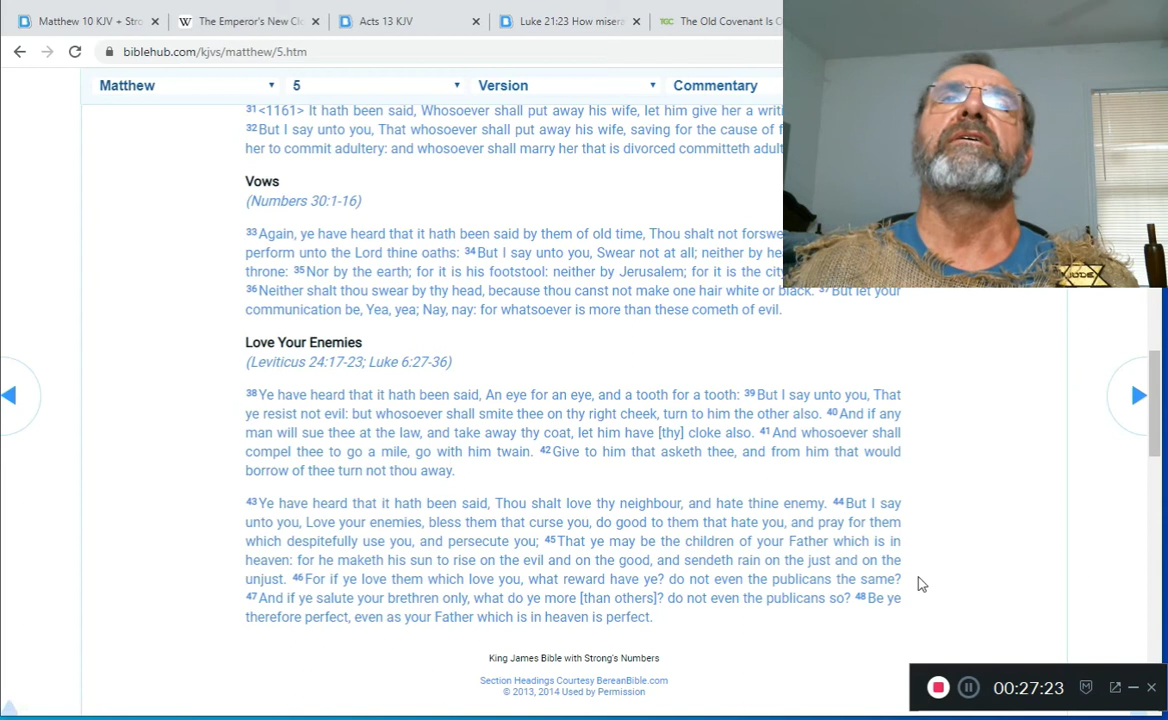 Matthew 10 KJV + Stro
The Emperor's New Clo
Acts 13 KJV
Luke 21:23 How misera
The Old Covenant Is O
biblehub.com/kjvs/matthew/5.htm
Matthew
5
Version
Commentary
31 <1161> It hath been said, Whosoever shall put away his wife, let him give her a writi
32 But I say unto you, That whosoever shall put away his wife, saving for the cause of f
her to commit adultery: and whosoever shall marry her that is divorced committeth adult
Vows
(Numbers 30:1-16)
33 Again, ye have heard that it hath been said by them of old time, Thou shalt not forswe
perform unto the Lord thine oaths: 34 But I say unto you, Swear not at all; neither by he
throne: 35 Nor by the earth; for it is his footstool: neither by Jerusalem; for it is the city
36 Neither shalt thou swear by thy head, because thou canst not make one hair white or black. 37 But let your
communication be, Yea, yea; Nay, nay: for whatsoever is more than these cometh of evil.
JUDE
Love Your Enemies
(Leviticus 24:17-23; Luke 6:27-36)
38 Ye have heard that it hath been said, An eye for an eye, and a tooth for a tooth: 39 But I say unto you, That
ye resist not evil: but whosoever shall smite thee on thy right cheek, turn to him the other also. 40 And if any
man will sue thee at the law, and take away thy coat, let him have [thy] cloke also. 41 And whosoever shall
compel thee to go a mile, go with him twain. 42 Give to him that asketh thee, and from him that would
borrow of thee turn not thou away.
43 Ye have heard that it hath been said, Thou shalt love thy neighbour, and hate thine enemy. 44 But I say
unto you, Love your enemies, bless them that curse you, do good to them that hate you, and pray for them
which despitefully use you, and persecute you; 45 That ye may be the children of your Father which is in
heaven: for he maketh his sun to rise on the evil and on the good, and sendeth rain on the just and on the
unjust. 46 For if ye love them which love you, what reward have ye? do not even the publicans the same?
47 And if ye salute your brethren only, what do ye more [than others]? do not even the publicans so? 48 Be ye
therefore perfect, even as your Father which is in heaven is perfect.
King James Bible with Strong's Numbers
Section Headings Courtesy BereanBible.com
© 2013, 2014 Used by Permission
00:27:23